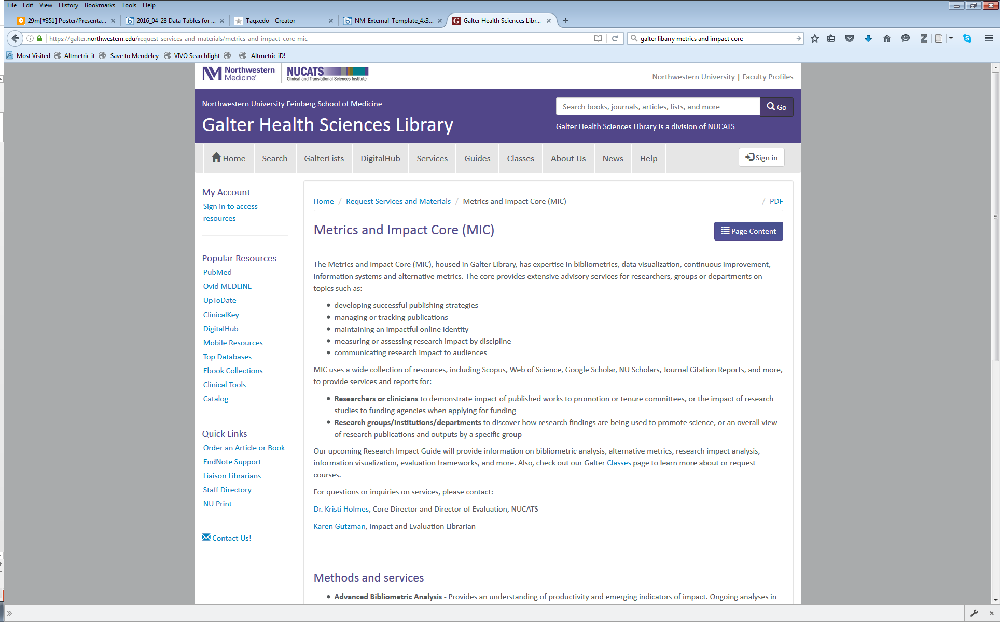 File Edit View History Bookmarks Tools Help
29m[#351] Poster/Presenta... 2016_04-28 Data Tables for ... Tagxedo - Creator NM-External-Template_4x3... Galter Health Sciences Libr...
https://galter.northwestern.edu/request-services-and-materials/metrics-and-impact-core-mic galter libarry metrics and impact core
Most Visited Altmetric it Save to Mendeley VIVO Searchlight Altmetric iD!
Northwestern Medicine® NUCATS Clinical and Translational Sciences Institute
Northwestern University | Faculty Profiles
Northwestern University Feinberg School of Medicine
Galter Health Sciences Library
Search books, journals, articles, lists, and more Go
Galter Health Sciences Library is a division of NUCATS
Home Search GalterLists DigitalHub Services Guides Classes About Us News Help Sign in
My Account
Sign in to access
resources
Popular Resources
PubMed
Ovid MEDLINE
UpToDate
ClinicalKey
DigitalHub
Mobile Resources
Top Databases
Ebook Collections
Clinical Tools
Catalog
Quick Links
Order an Article or Book
EndNote Support
Liaison Librarians
Staff Directory
NU Print
Contact Us!
Home / Request Services and Materials / Metrics and Impact Core (MIC) / PDF
Metrics and Impact Core (MIC)
Page Content
The Metrics and Impact Core (MIC), housed in Galter Library, has expertise in bibliometrics, data visualization, continuous improvement,
information systems and alternative metrics. The core provides extensive advisory services for researchers, groups or departments on
topics such as:
• developing successful publishing strategies
• managing or tracking publications
• maintaining an impactful online identity
• measuring or assessing research impact by discipline
• communicating research impact to audiences
MIC uses a wide collection of resources, including Scopus, Web of Science, Google Scholar, NU Scholars, Journal Citation Reports, and more,
to provide services and reports for:
• Researchers or clinicians to demonstrate impact of published works to promotion or tenure committees, or the impact of research
studies to funding agencies when applying for funding
• Research groups/institutions/departments to discover how research findings are being used to promote science, or an overall view
of research publications and outputs by a specific group
Our upcoming Research Impact Guide will provide information on bibliometric analysis, alternative metrics, research impact analysis,
information visualization, evaluation frameworks, and more. Also, check out our Galter Classes page to learn more about or request
courses.
For questions or inquiries on services, please contact:
Dr. Kristi Holmes, Core Director and Director of Evaluation, NUCATS
Karen Gutzman, Impact and Evaluation Librarian
Methods and services
• Advanced Bibliometric Analysis - Provides an understanding of productivity and emerging indicators of impact. Ongoing analyses in